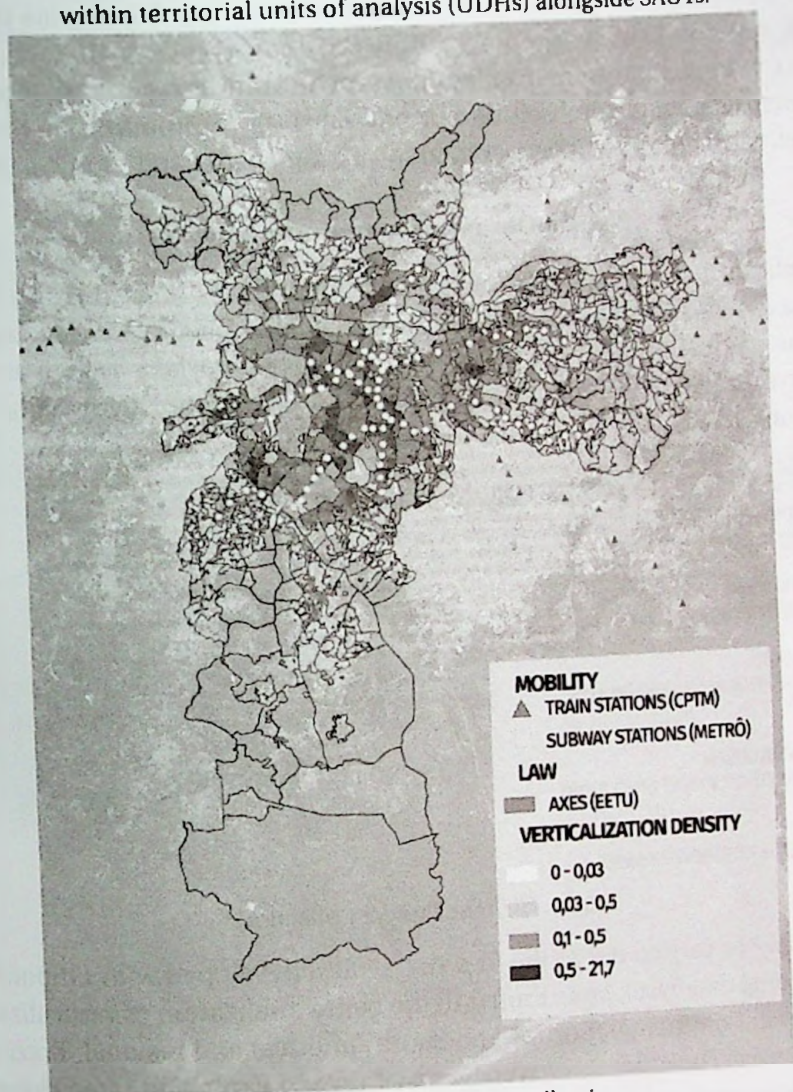 within territorial units of analysis (UDHs) alongside
MOBILITY
TRAIN STATIONS (CPTM)
SUBWAY STATIONS (METRÔ)
LAW
AXES (EETU)
VERTICALIZATION DENSITY
0 - 0,03
0,03 - 0,5
0,1 - 0,5
0,5 - 21,7